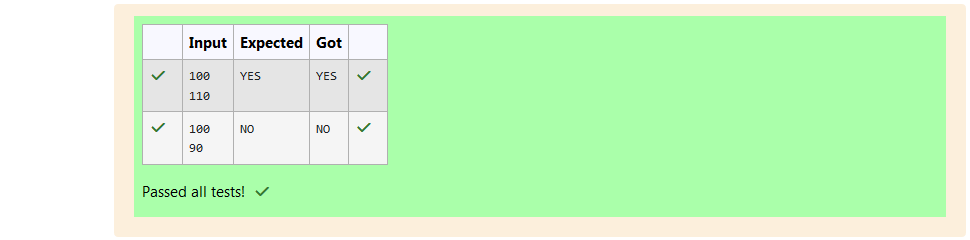 Input Expected Got
100 YES YES
110
100 NO NO
90
Passed all tests!